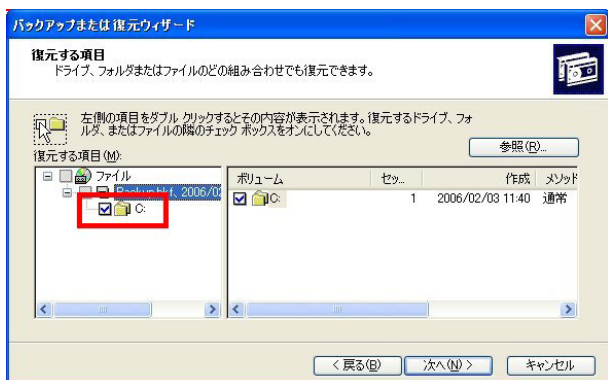 バックアップまたは復元ウィザード
復元する項目
ドライブ、フォルダまたはファイルのどの組み合わせでも復元できます。
左側の項目をダブル クリックするとその内容が表示されます。復元するドライブ、フォ
ルダ、またはファイルの隣のチェック ボックスをオンにしてください。
参照(R)...
復元する項目(M):
ファイル
Backup.bkf, 2006/02
C:
ボリューム セッ... 作成 メソッド
C: 1 2006/02/03 11:40 通常
< 戻る(B) 次へ(N) > キャンセル